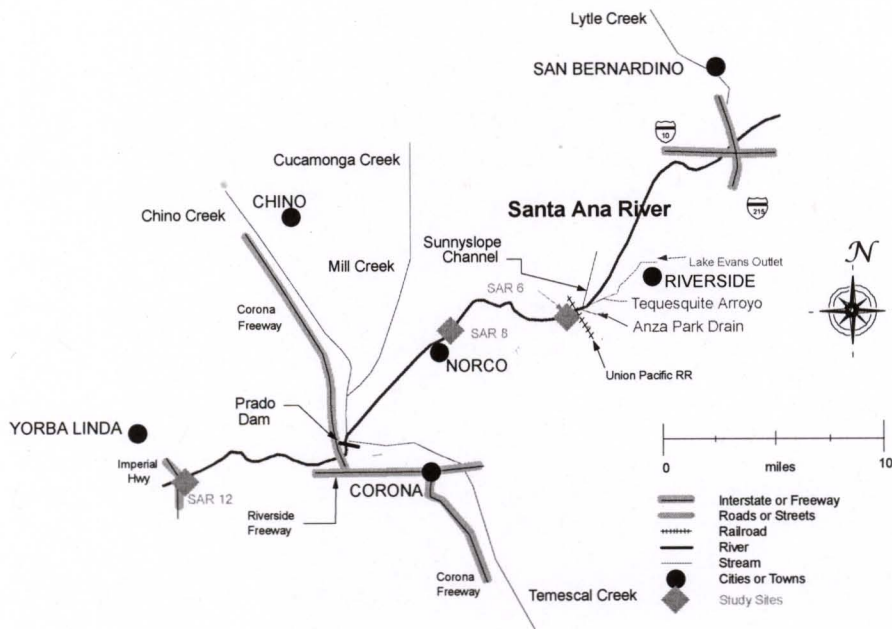 Lytle Creek
SAN BERNARDINO
10
215
Cucamonga Creek
CHINO
Chino Creek
Santa Ana River
Mill Creek
Sunnyslope
Channel
Lake Evans Outlet
RIVERSIDE
SAR 6
Tequesquite Arroyo
Anza Park Drain
N
Corona
Freeway
SAR 8
NORCO
Union Pacific RR
Prado
Dam
YORBA LINDA
Imperial
Hwy
SAR 12
CORONA
Riverside
Freeway
Corona
Freeway
Temescal Creek
0 10
miles
Interstate or Freeway
Roads or Streets
Railroad
River
Stream
Cities or Towns
Study Sites